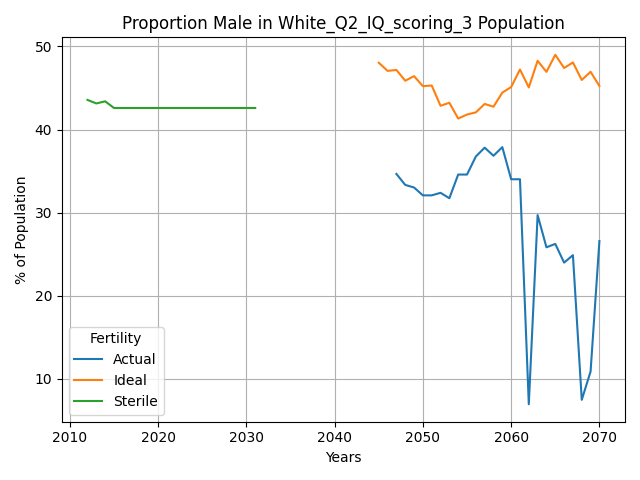 Proportion Male in White_Q2_IQ_scoring_3 Population
50
40
30
20
10
% of Population
Fertility
Actual
Ideal
Sterile
2010 2020 2030 2040 2050 2060 2070
Years